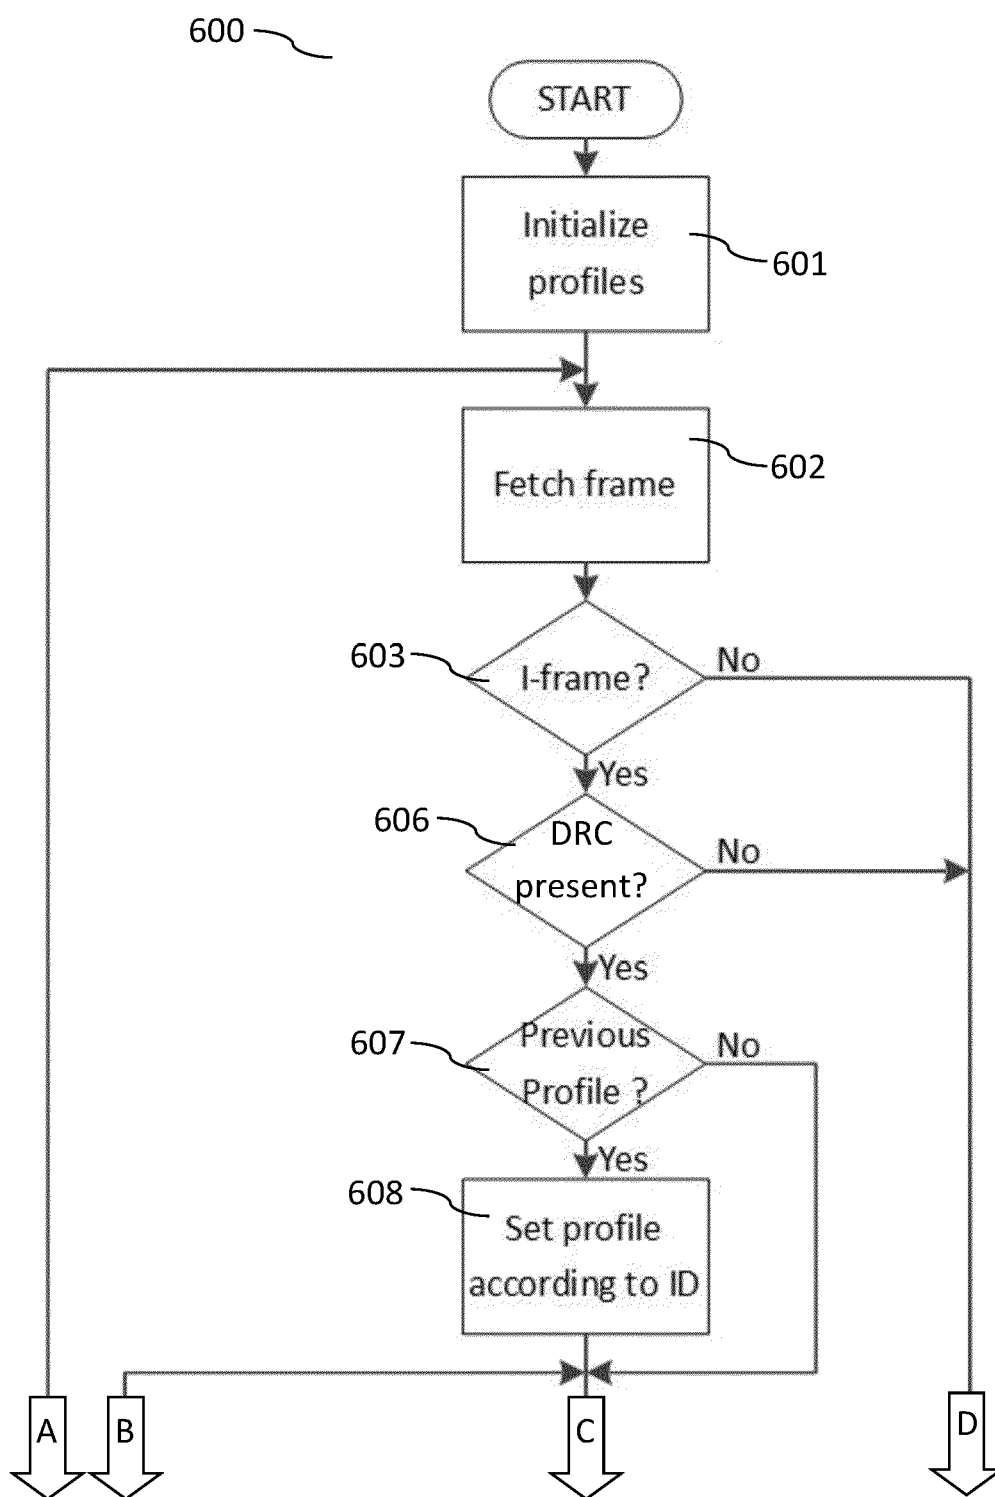 600
START
Initialize
profiles
601
Fetch frame
602
603
I-frame?
No
Yes
606
DRC
present?
No
Yes
607
Previous
Profile ?
No
Yes
608
Set profile
according to ID
A
B
C
D